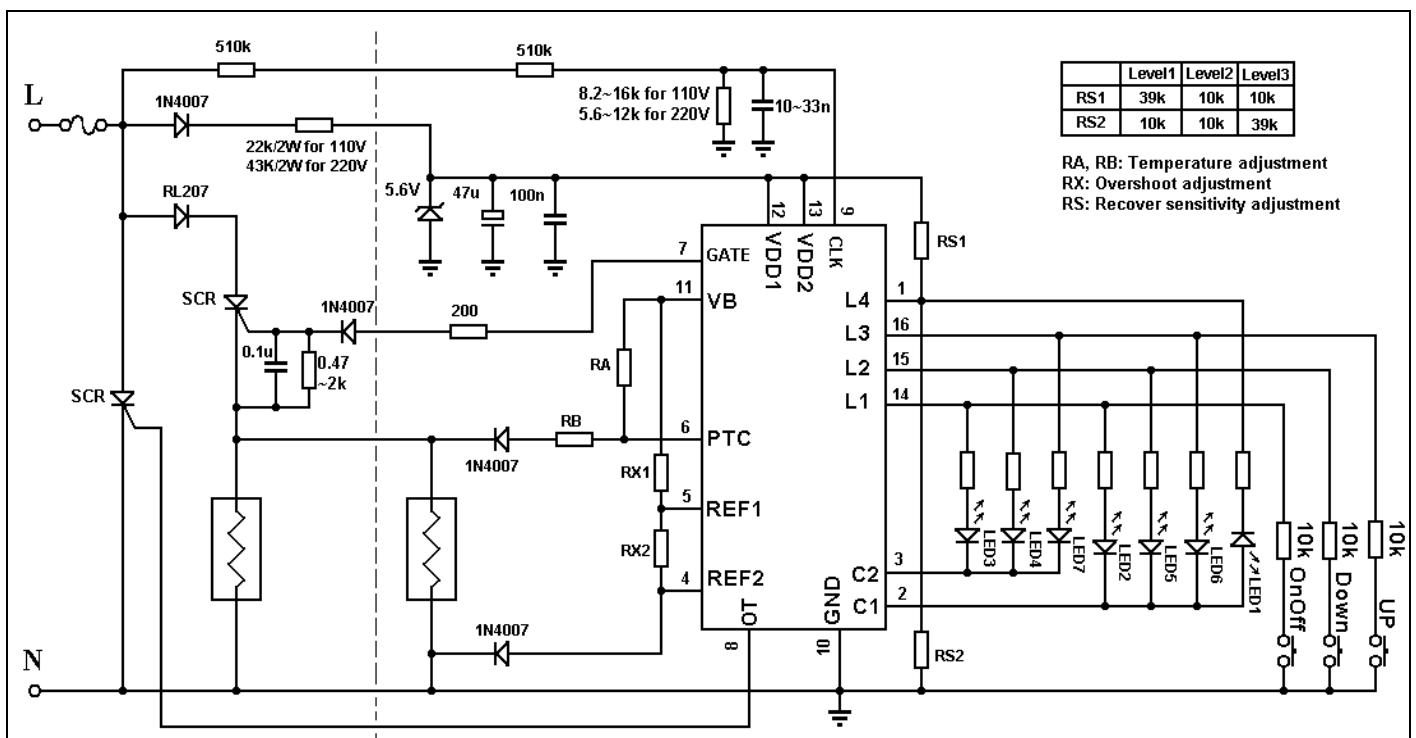 510k
510k
L
1N4007
22k/2W for 110V
43K/2W for 220V
8.2~16k for 110V
5.6~12k for 220V
10~33n
Level1 Level2 Level3
RS1 39k 10k 10k
RS2 10k 10k 39k
RA, RB: Temperature adjustment
RX: Overshoot adjustment
RS: Recover sensitivity adjustment
RL207
5.6V
47u
100n
12
13
9
VDD1
VDD2
CLK
RS1
7
GATE
SCR
1N4007
200
11
VB
1
L4
16
L3
0.1u
0.47
~2k
RA
15
L2
SCR
14
L1
RB
6
PTC
1N4007
RX1
5
REF1
RX2
4
REF2
3
C2
2
C1
LED3
LED4
LED7
LED2
LED5
LED6
LED1
10k
10k
10k
OnOff
Down
UP
1N4007
OT
8
GND
10
RS2
N